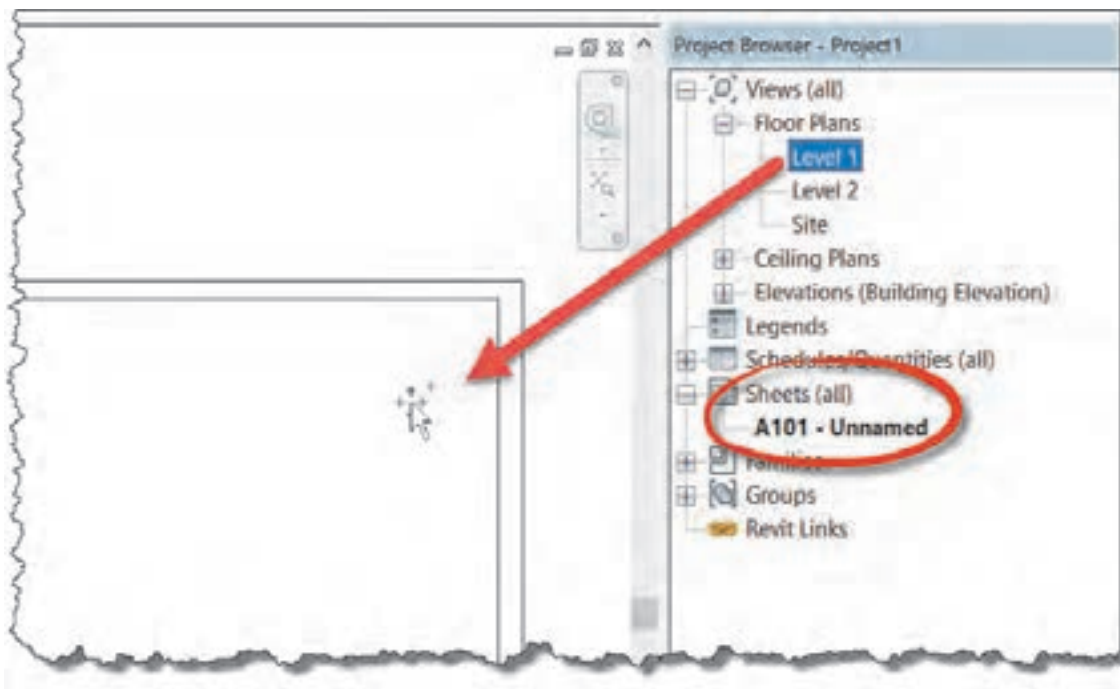 Project Browser - Project1
Views (all)
Floor Plans
Level 1
Level 2
Site
Ceiling Plans
Elevations (Building Elevation)
Legends
Schedules/Quantities (all)
Sheets (all)
A101 - Unnamed
Families
Groups
Revit Links